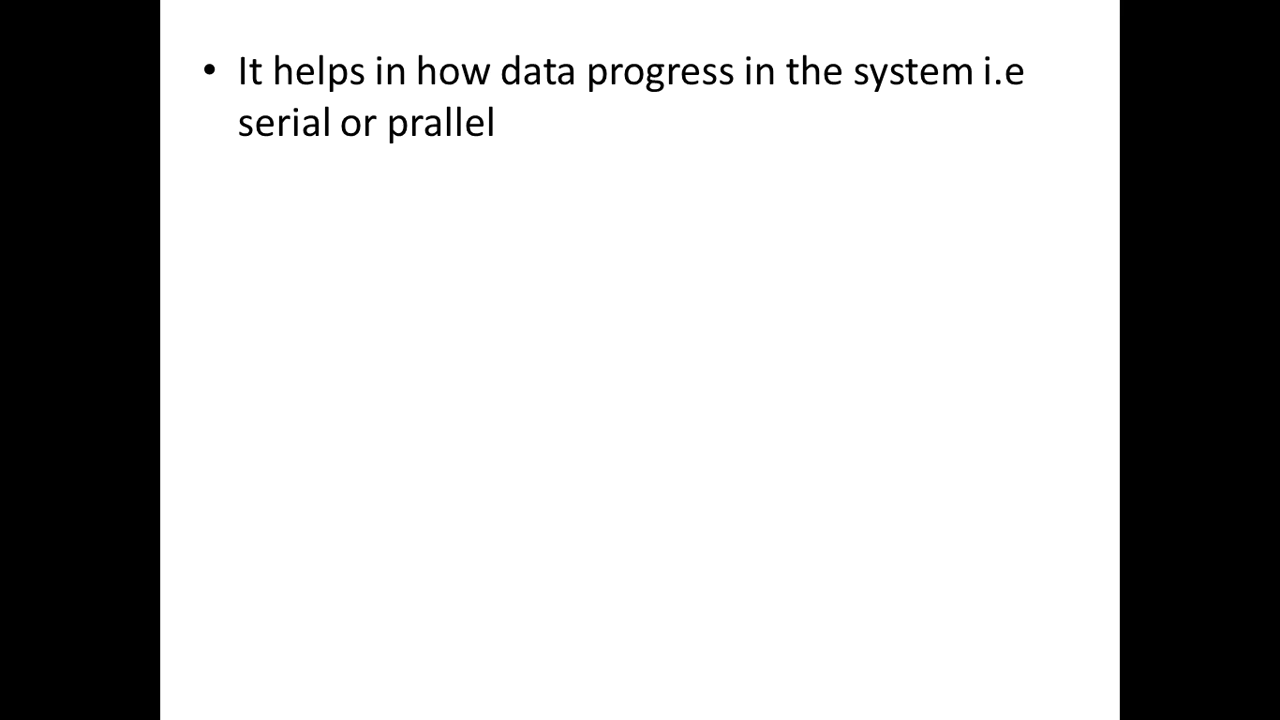 • It helps in how data progress in the system i.e
serial or prallel